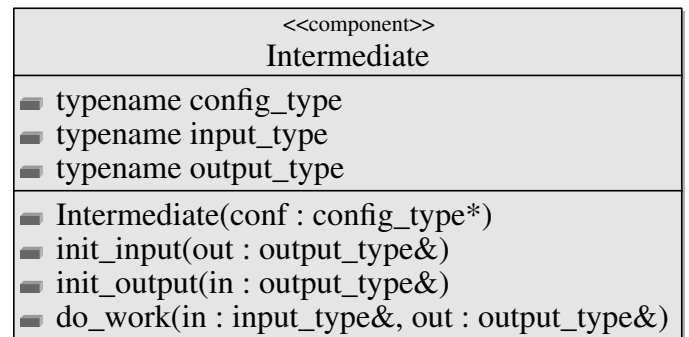 <<component>>
Intermediate
typename config_type
typename input_type
typename output_type
Intermediate(conf : config_type*)
init_input(out : output_type&)
init_output(in : output_type&)
do_work(in : input_type&, out : output_type&)